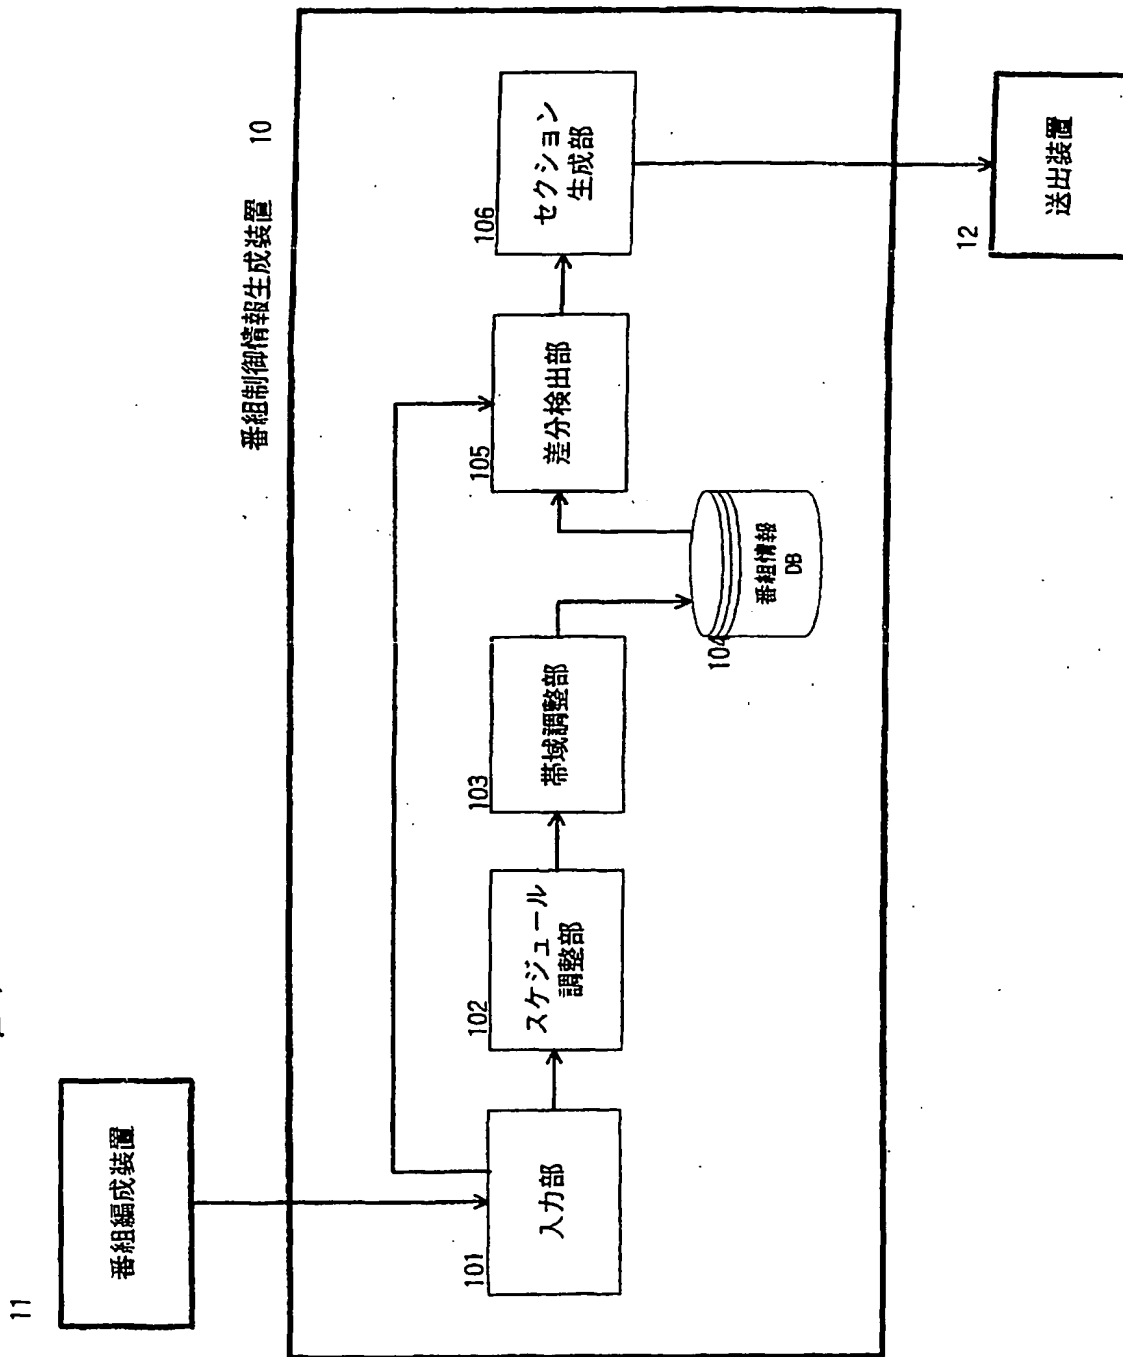 11
番組編成装置
番組制御情報生成装置 10
101
入力部
102
スケジュール
調整部
103
帯域調整部
104
番組情報
DB
105
差分検出部
106
セクション
生成部
12
送出装置